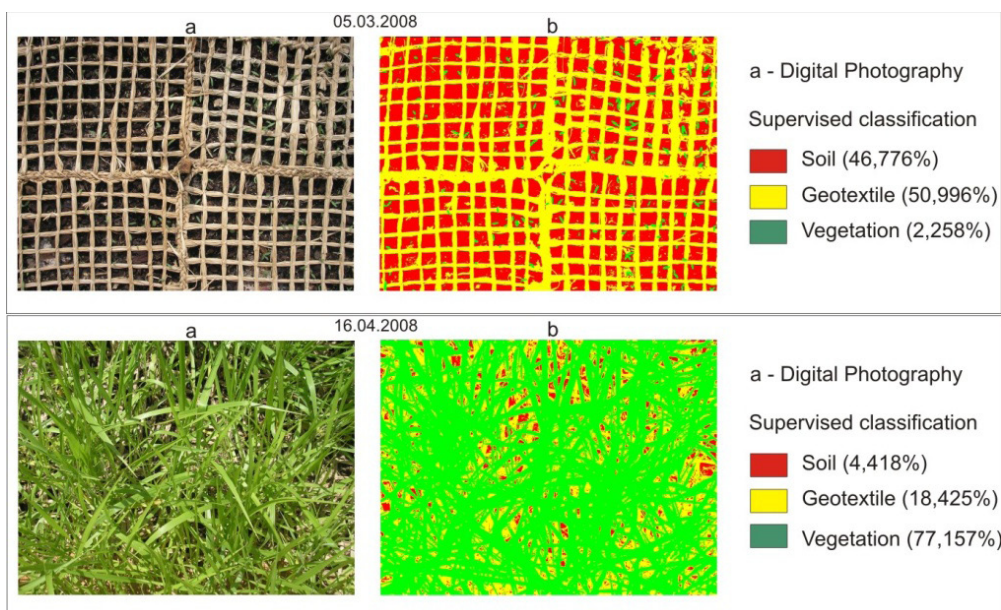 05.03.2008
a
b
a - Digital Photography
Supervised classification
Soil (46,776%)
Geotextile (50,996%)
Vegetation (2,258%)
16.04.2008
a
b
a - Digital Photography
Supervised classification
Soil (4,418%)
Geotextile (18,425%)
Vegetation (77,157%)